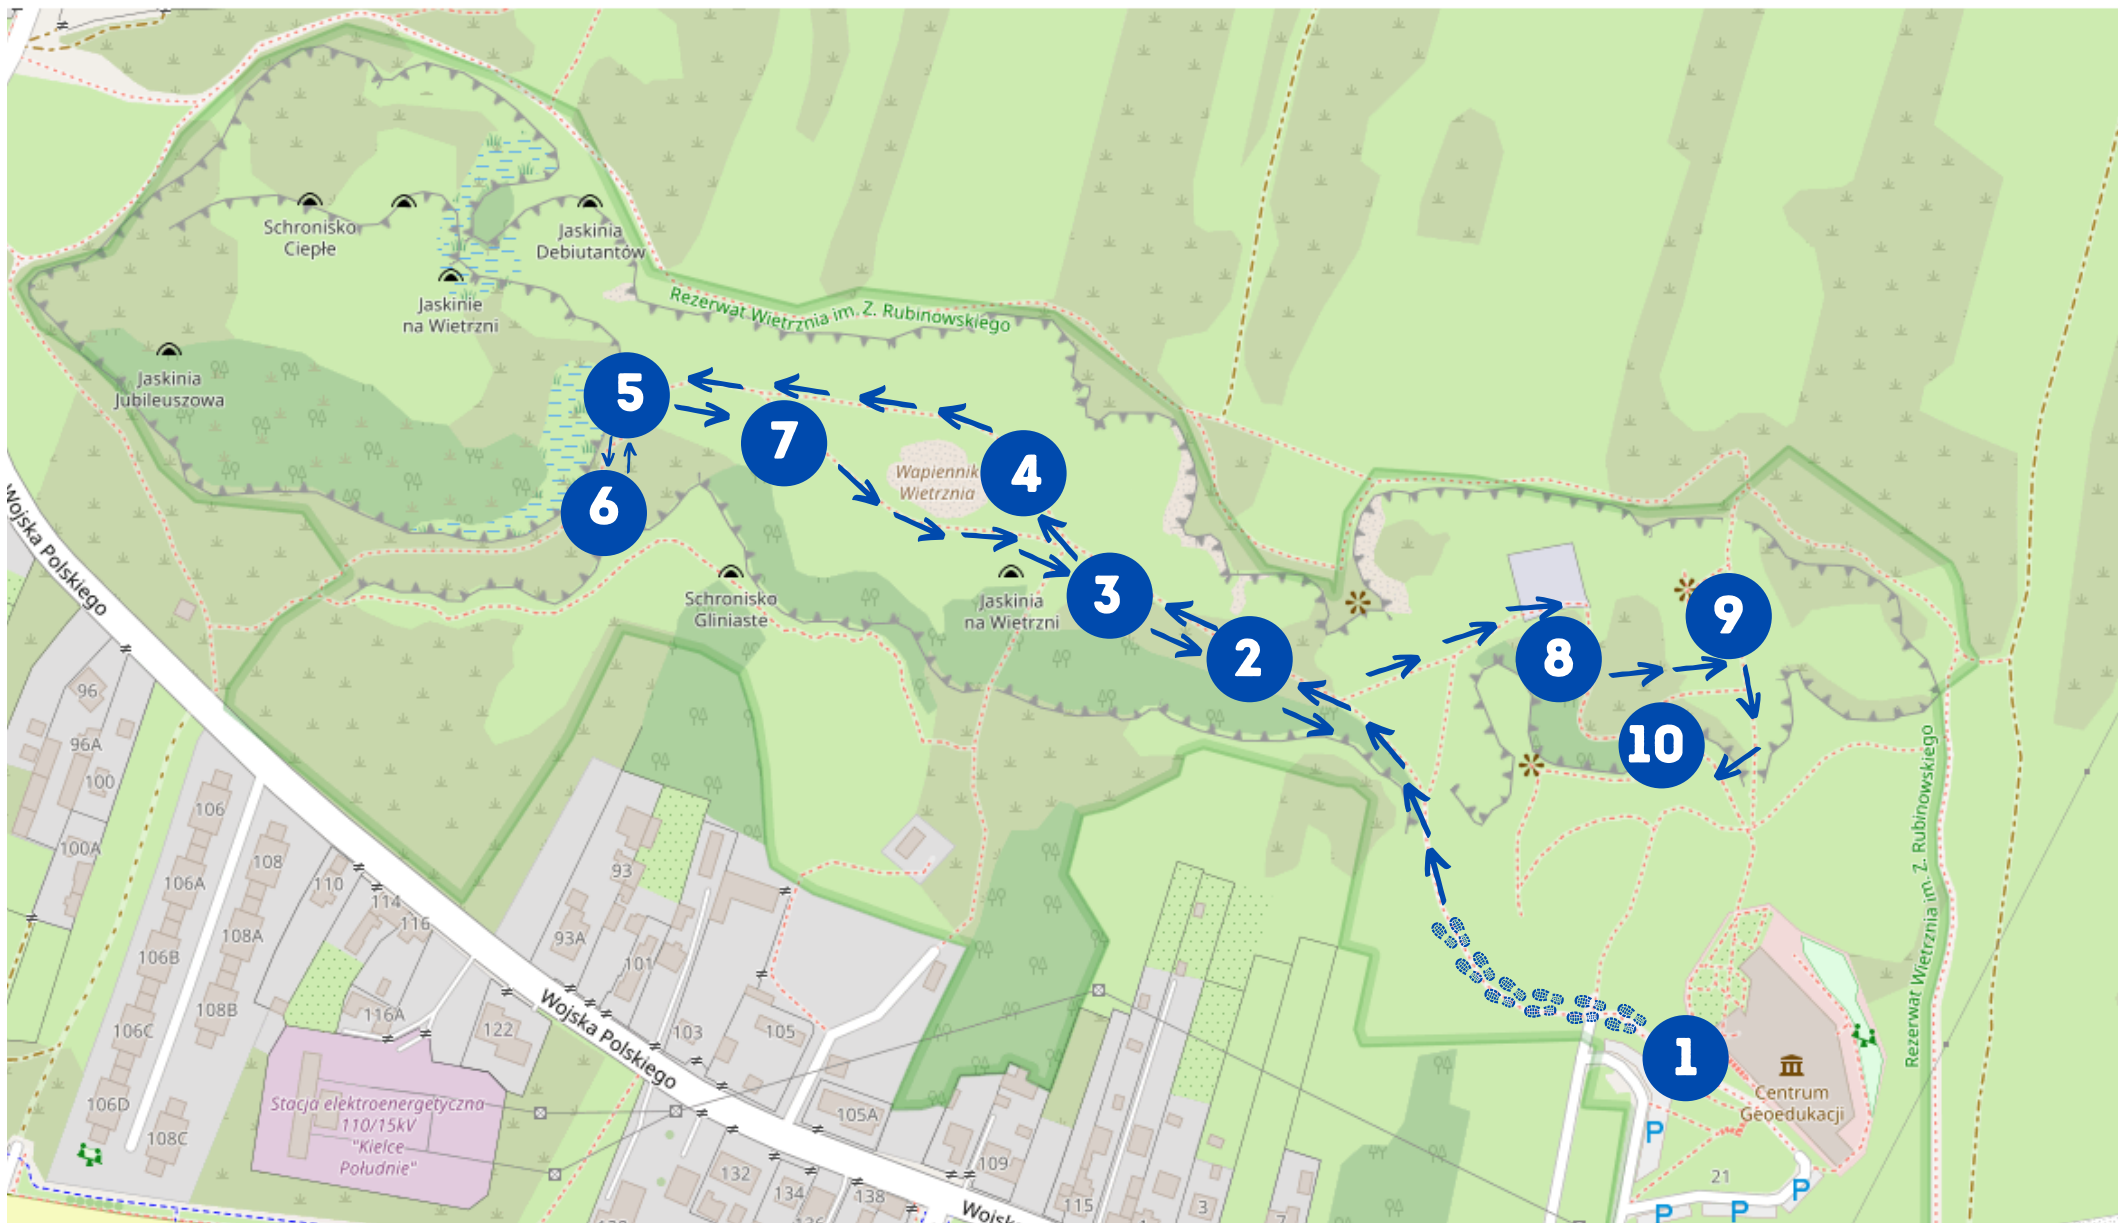 Schronisko
Ciepłe
Jaskinia
Debiutantów
Jaskinie
na Wietrzni
Rezerwat Wietrznia im. Z. Rubinowskiego
Jaskinia
Jubileuszowa
5
7
4
Wapiennik
Wietrznia
6
3
2
8
9
10
1
Schronisko
Gliniaste
Jaskinia
na Wietrzni
Wojska Polskiego
96
96A
100
100A
106
106A
106B
106C
106D
108
108A
108B
108C
110
114
116
116A
122
93
93A
101
103
105
105A
Wojska Polskiego
Stacja elektroenergetyczna
110/15kV
"Kielce
Południe"
132
134
138
109
115
3
Rezerwat Wietrznia im. Z. Rubinowskiego
Centrum
Geoedukacji
21
P
P
P
P